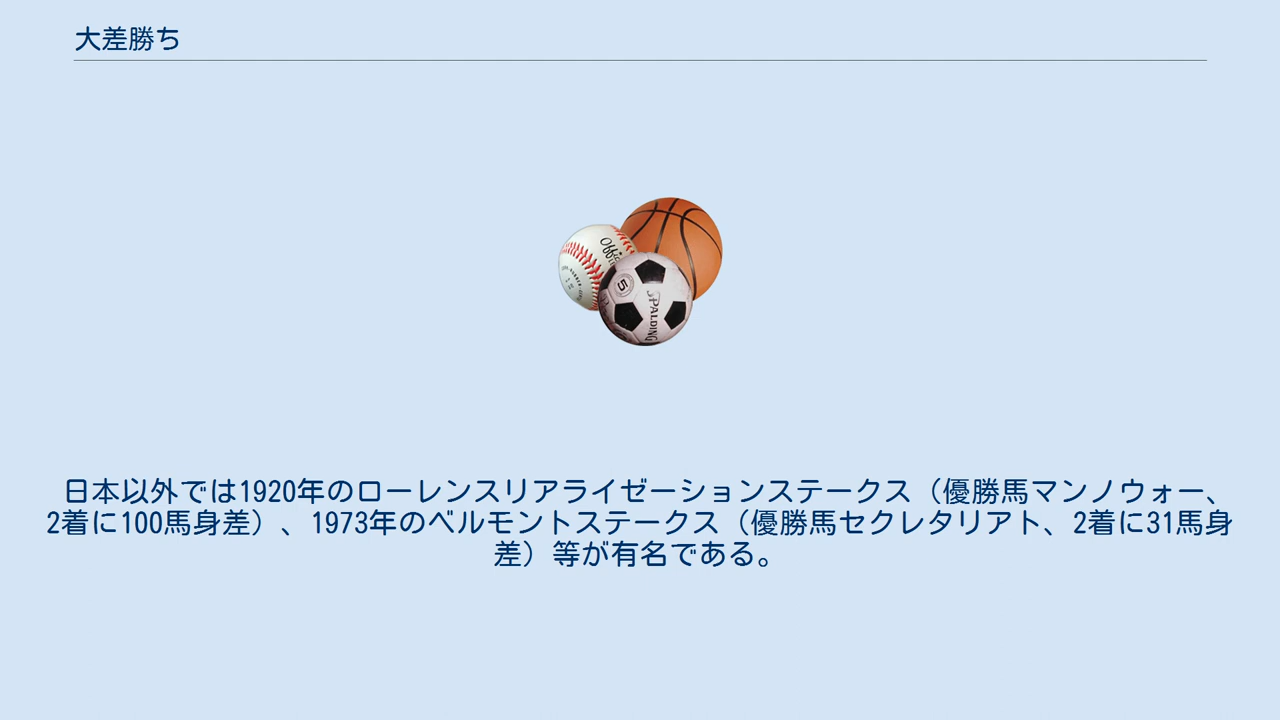 大差勝ち
Offic
5
SPALDING
日本以外では1920年のローレンスリアライゼーションステークス（優勝馬マンノウォー、
2着に100馬身差）、1973年のベルモントステークス（優勝馬セクレタリアト、2着に31馬身
差）等が有名である。